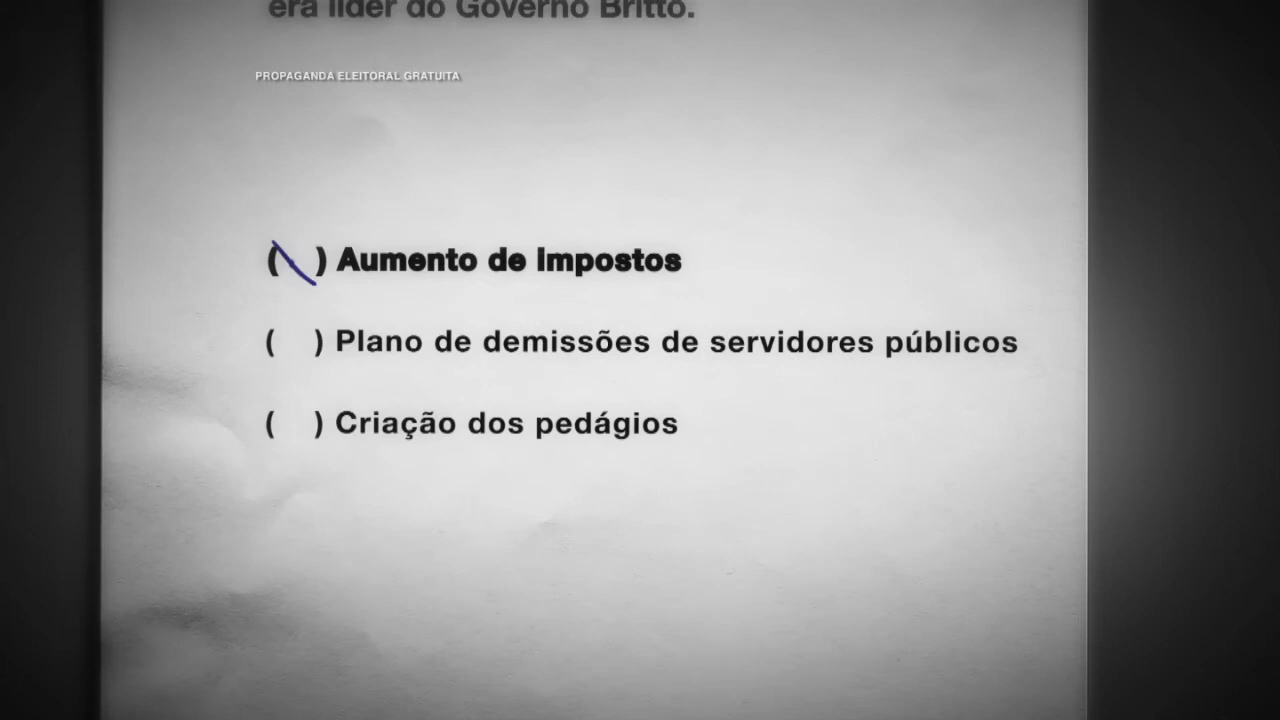 era líder do Governo Britto.
PROPAGANDA ELEITORAL GRATUITA
( ) Aumento de impostos
( ) Plano de demissões de servidores públicos
( ) Criação dos pedágios